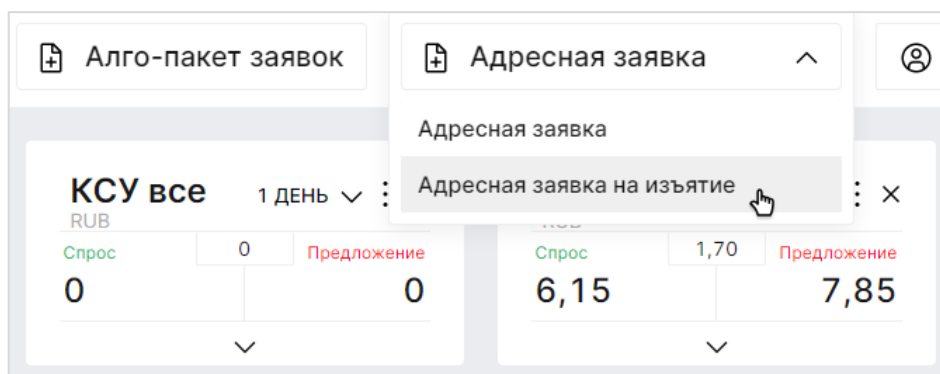 Алго-пакет заявок
Адресная заявка
Адресная заявка
Адресная заявка на изъятие
КСУ все
1 ДЕНЬ
RUB
Спрос
0
Предложение
0
0
RUB
Спрос
1,70
Предложение
6,15
7,85